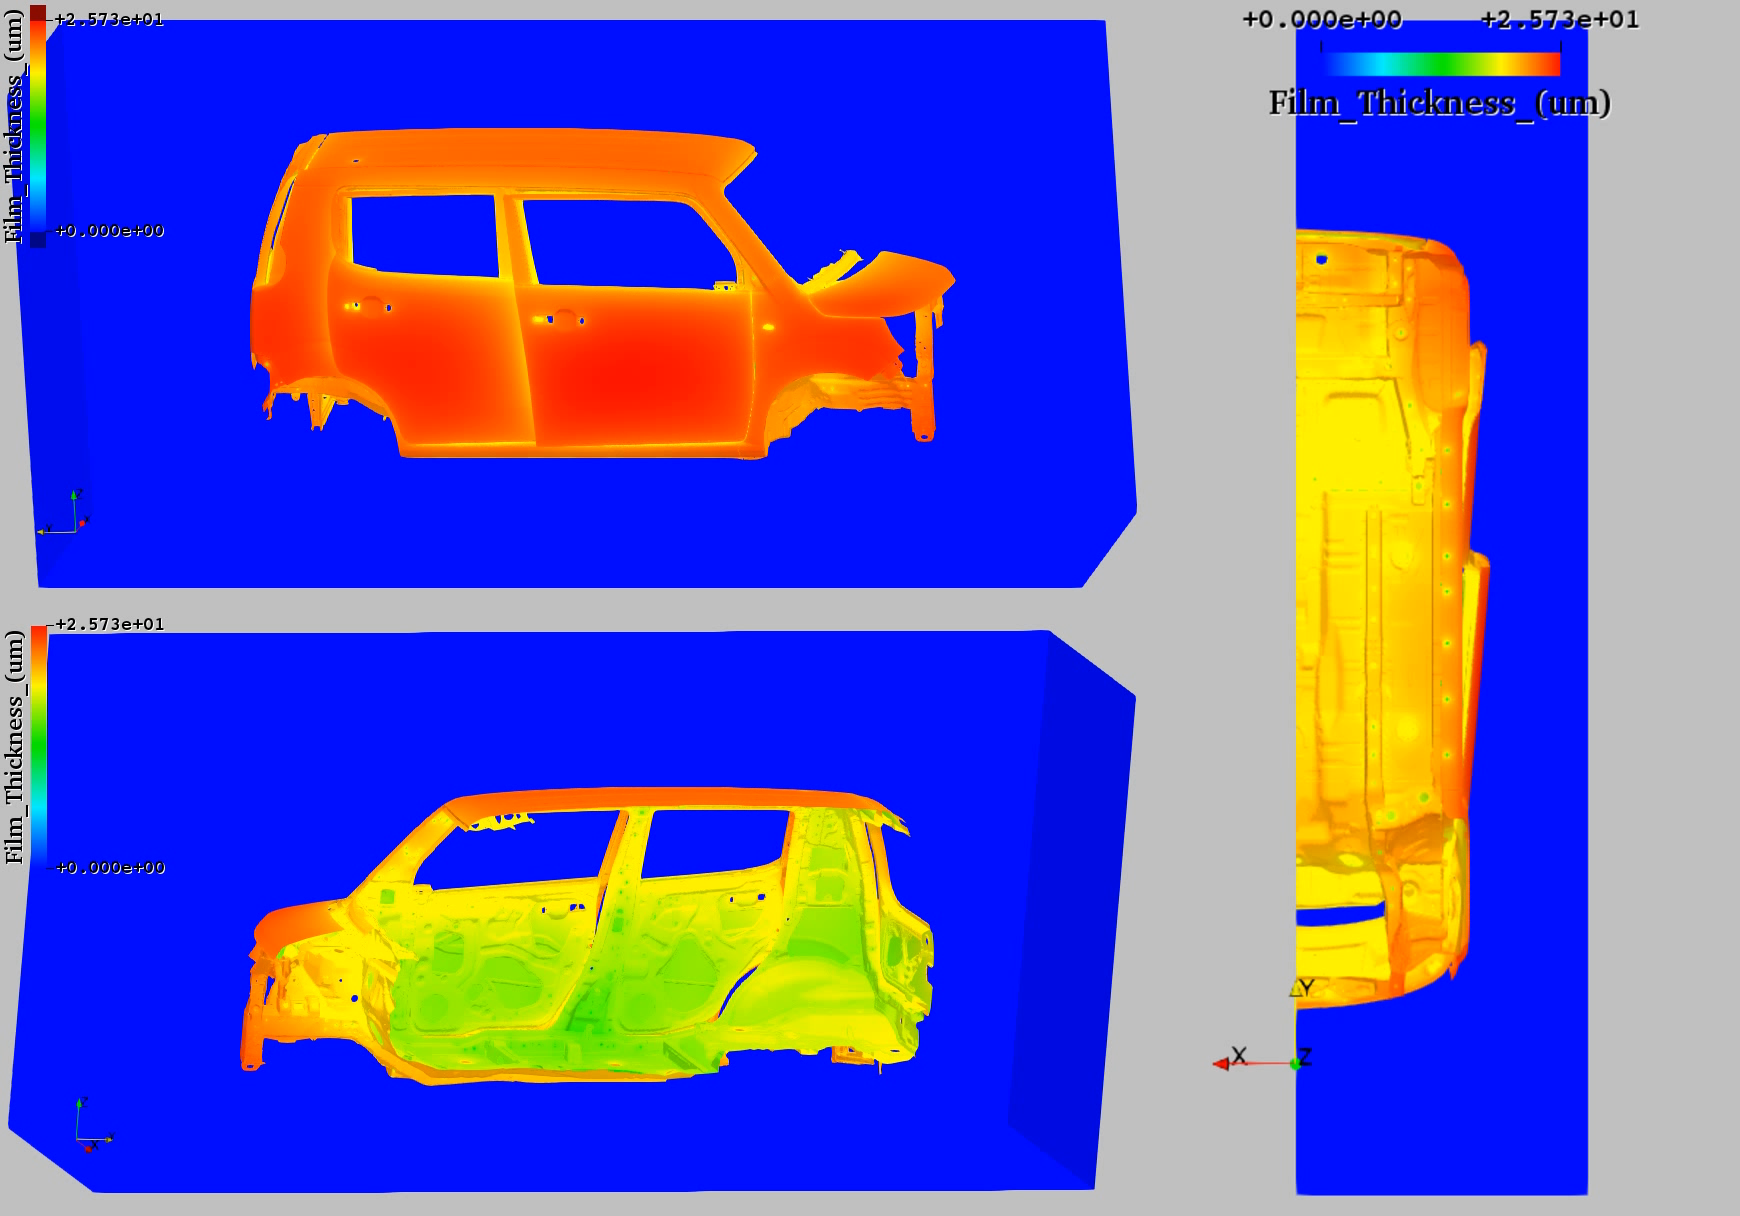 +2.573e+01
Film_Thickness_(um)
+0.000e+00
Z
X
Y
+2.573e+01
Film_Thickness_(um)
+0.000e+00
Z
Y
X
+0.000e+00 +2.573e+01
Film_Thickness_(um)
Y
X Z